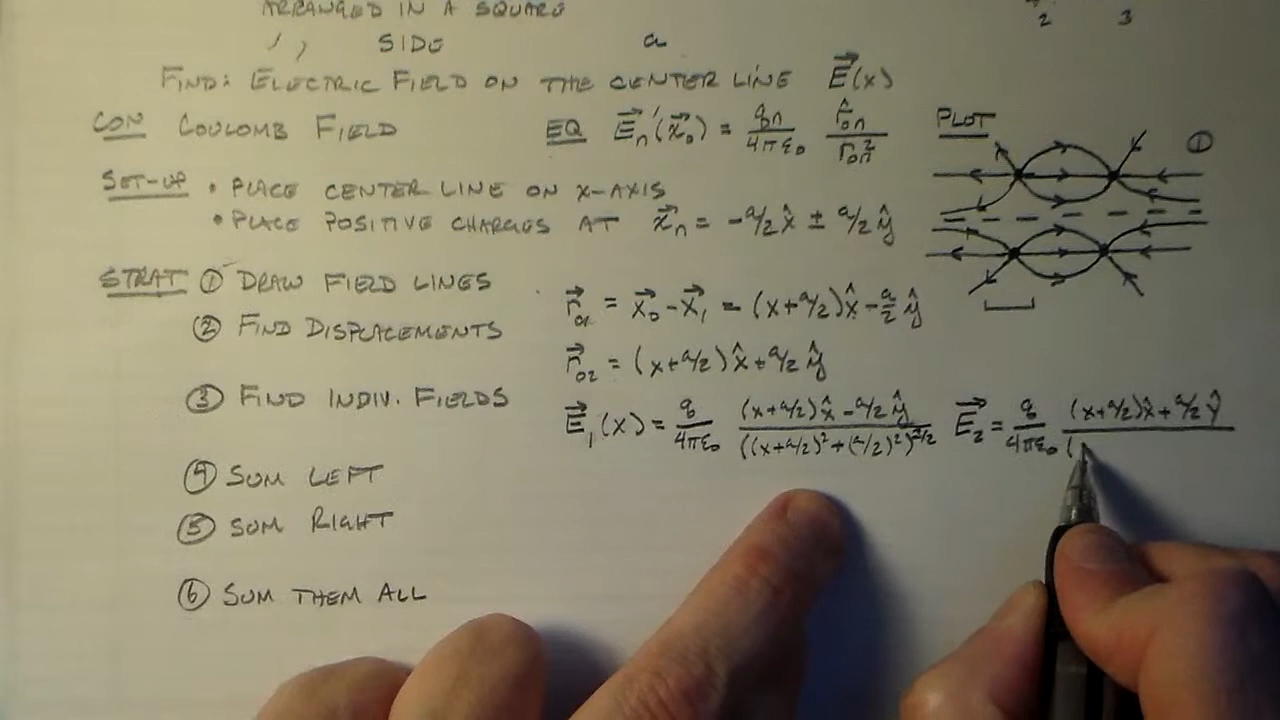 ARRANGED IN A SQUARE
2 3
SIDE a
FIND: ELECTRIC FIELD ON THE CENTER LINE E⃗(x)
CON COULOMB FIELD EQ E⃗ₙ(x⃗₀) = qₙ/4πε₀ r̂₀ₙ/r₀ₙ²
PLOT ①
SET-UP • PLACE CENTER LINE ON X-AXIS
• PLACE POSITIVE CHARGES AT x⃗ₙ = -a/2 x̂ ± a/2 ŷ
STRAT ① DRAW FIELD LINES
r⃗₀₁ = x⃗₀ - x⃗₁ = (x+a/2)x̂ - a/2 ŷ
② FIND DISPLACEMENTS
r⃗₀₂ = (x+a/2)x̂ + a/2 ŷ
③ FIND INDIV. FIELDS
E⃗₁(x) = q/4πε₀ ((x+a/2)x̂ - a/2 ŷ)/((x+a/2)² + (a/2)²)^3/2 E⃗₂ = q/4πε₀ (x+a/2)x̂ + a/2 ŷ / (
④ SUM LEFT
⑤ SUM RIGHT
⑥ SUM THEM ALL